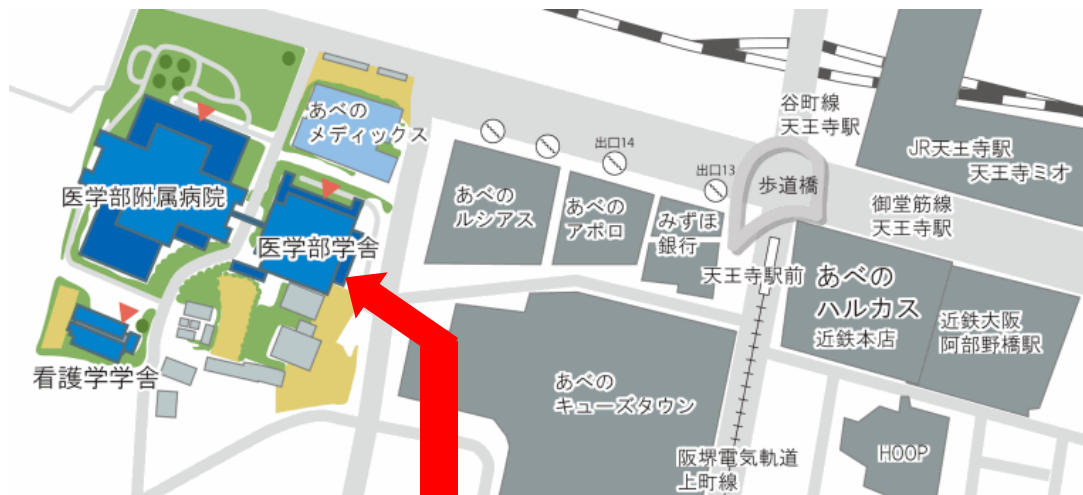 あべの
メディックス
医学部附属病院
医学部学舎
看護学学舎
あべの
ルシアス
あべの
アポロ
出口14
出口13
みずほ
銀行
谷町線
天王寺駅
歩道橋
JR天王寺駅
天王寺ミオ
御堂筋線
天王寺駅
天王寺駅前
あべの
ハルカス
近鉄本店
近鉄大阪
阿部野橋駅
あべの
キューズタウン
阪堺電気軌道
上町線
HOOP